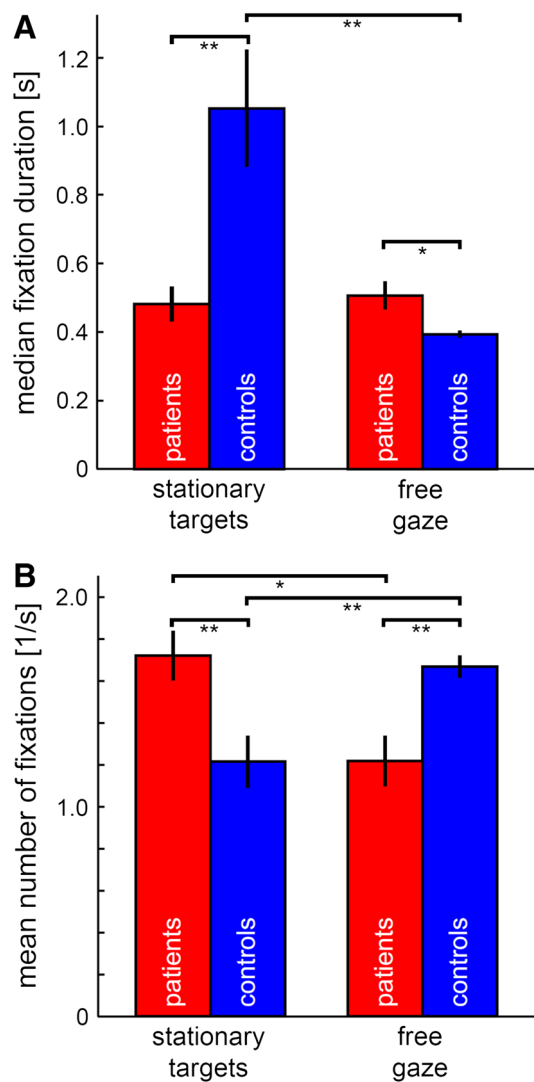 A
median fixation duration [s]
1.2
1.0
0.8
0.6
0.4
0.2
0
**
**
*
patients
controls
patients
controls
stationary
targets
free
gaze
B
mean number of fixations [1/s]
2.0
1.0
0
*
**
**
**
patients
controls
patients
controls
stationary
targets
free
gaze